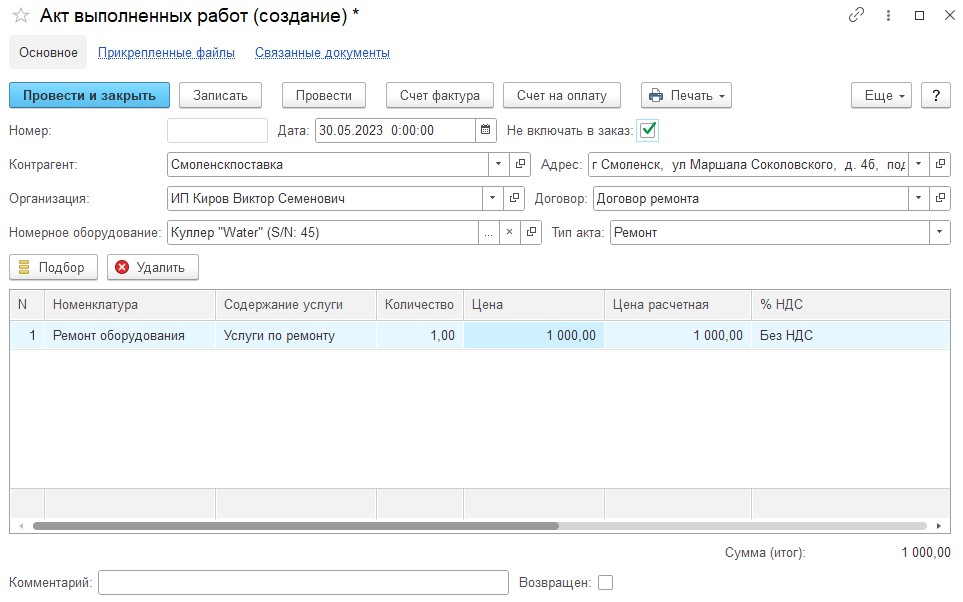 Акт выполненных работ (создание) *
Основное Прикрепленные файлы Связанные документы
Провести и закрыть Записать Провести Счет фактура Счет на оплату Печать Еще ?
Номер: Дата: 30.05.2023 0:00:00 Не включать в заказ:
Контрагент: Смоленскпоставка Адрес: г Смоленск, ул Маршала Соколовского, д. 4б, под
Организация: ИП Киров Виктор Семенович Договор: Договор ремонта
Номерное оборудование: Куллер "Water" (S/N: 45) ... × Тип акта: Ремонт
Подбор Удалить
N Номенклатура Содержание услуги Количество Цена Цена расчетная % НДС
1 Ремонт оборудования Услуги по ремонту 1,00 1 000,00 1 000,00 Без НДС
Сумма (итог): 1 000,00
Комментарий: Возвращен: